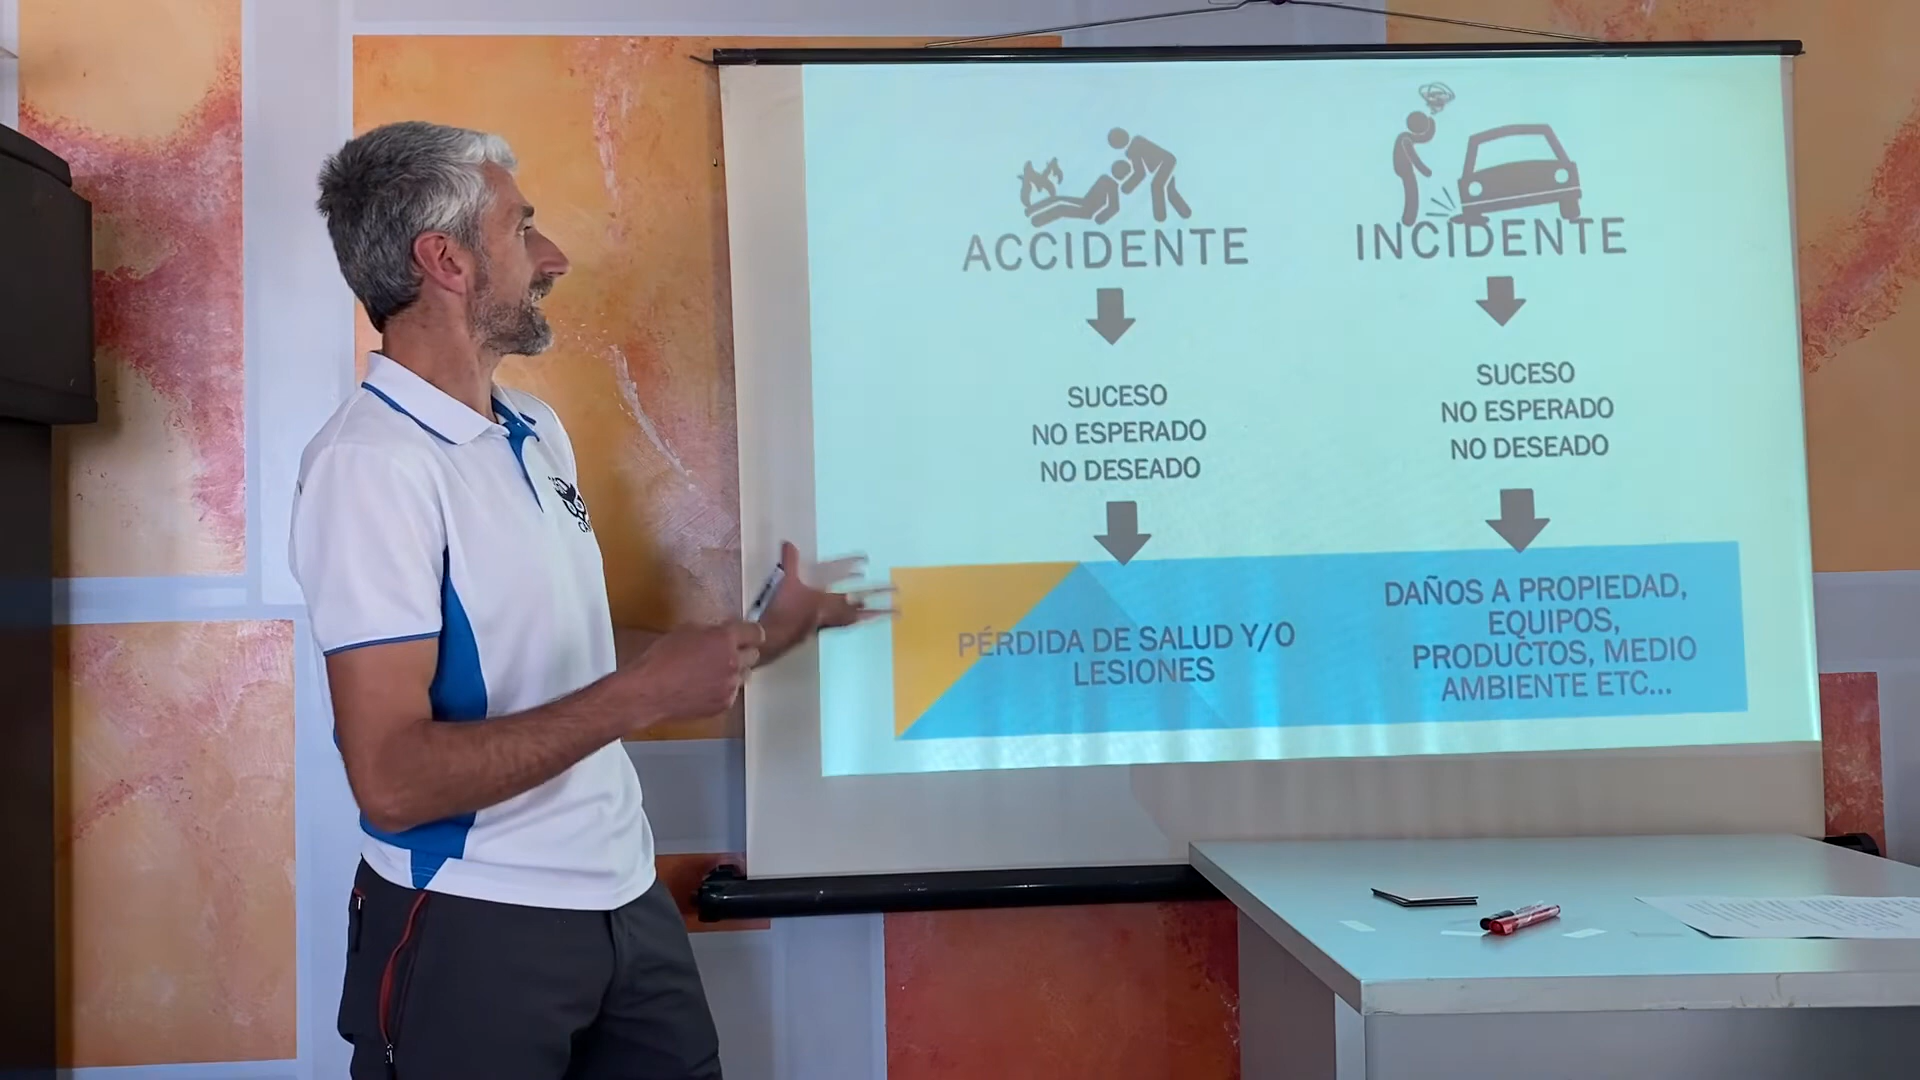 ACCIDENTE
SUCESO
NO ESPERADO
NO DESEADO
PÉRDIDA DE SALUD Y/O
LESIONES
INCIDENTE
SUCESO
NO ESPERADO
NO DESEADO
DAÑOS A PROPIEDAD,
EQUIPOS,
PRODUCTOS, MEDIO
AMBIENTE ETC...